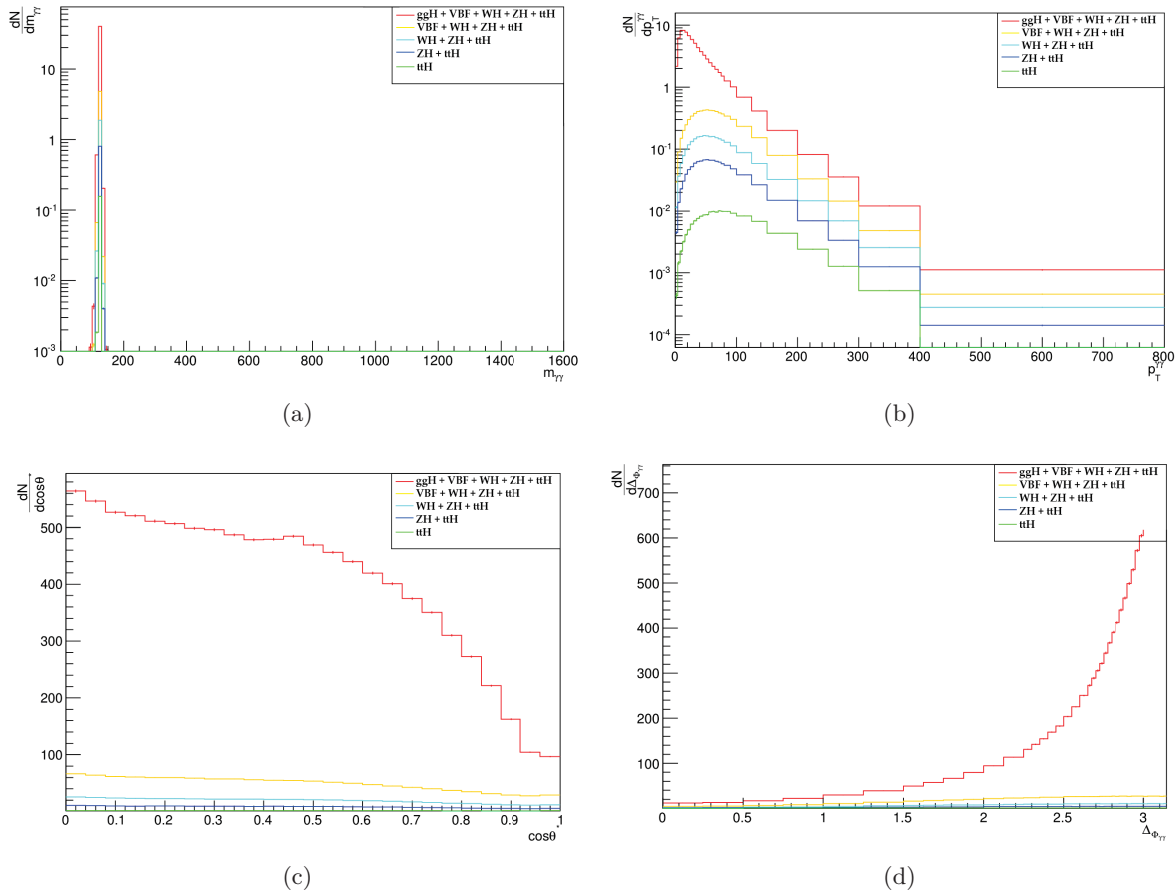 dN
dm_γγ
ggH + VBF + WH + ZH + ttH
VBF + WH + ZH + ttH
WH + ZH + ttH
ZH + ttH
ttH
10
1
10^-1
10^-2
10^-3
0 200 400 600 800 1000 1200 1400 1600
m_γγ
(a)
dN
dp_T^γγ
ggH + VBF + WH + ZH + ttH
VBF + WH + ZH + ttH
WH + ZH + ttH
ZH + ttH
ttH
10
1
10^-1
10^-2
10^-3
10^-4
0 100 200 300 400 500 600 700 800
p_T^γγ
(b)
dN
dcosθ*
ggH + VBF + WH + ZH + ttH
VBF + WH + ZH + ttH
WH + ZH + ttH
ZH + ttH
ttH
500
400
300
200
100
0 0.1 0.2 0.3 0.4 0.5 0.6 0.7 0.8 0.9 1
cosθ*
(c)
dN
dΔ_Φγγ
ggH + VBF + WH + ZH + ttH
VBF + WH + ZH + ttH
WH + ZH + ttH
ZH + ttH
ttH
700
600
500
400
300
200
100
0 0.5 1 1.5 2 2.5 3
Δ_Φγγ
(d)